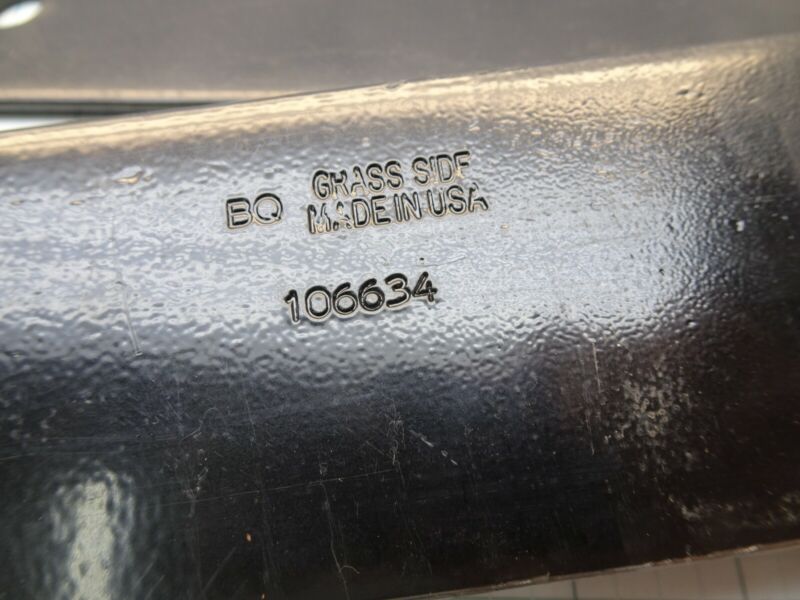 GRASS SIDE
BQ MADE IN USA
106634